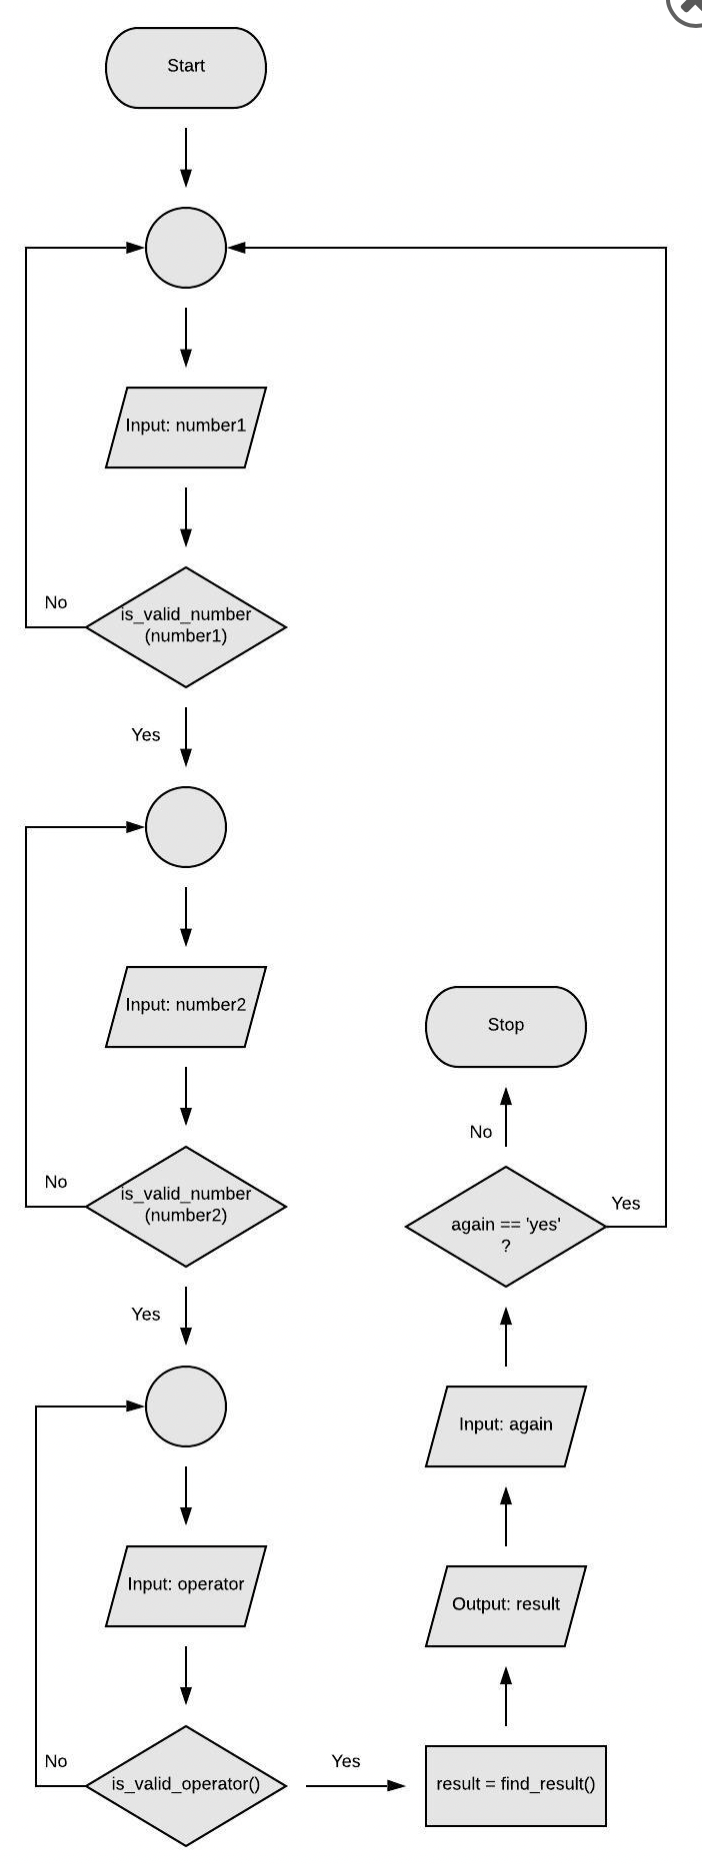 Start
Input: number1
No
is_valid_number
(number1)
Yes
Input: number2
No
is_valid_number
(number2)
Yes
Input: operator
No
is_valid_operator()
Yes
result = find_result()
Output: result
Input: again
again == 'yes'
?
Yes
No
Stop